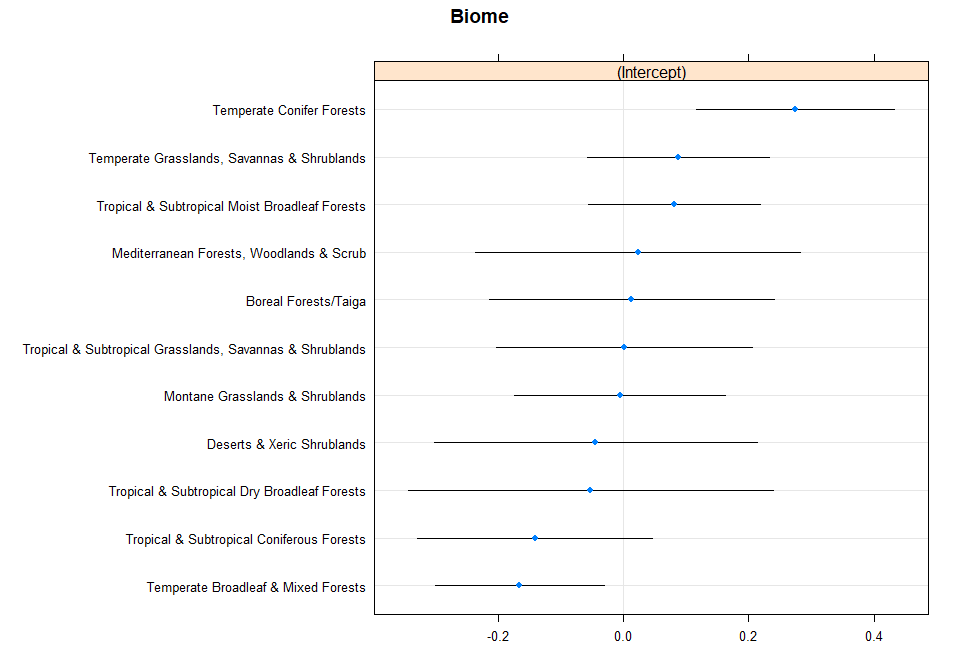 Biome
(Intercept)
Temperate Conifer Forests
Temperate Grasslands, Savannas & Shrublands
Tropical & Subtropical Moist Broadleaf Forests
Mediterranean Forests, Woodlands & Scrub
Boreal Forests/Taiga
Tropical & Subtropical Grasslands, Savannas & Shrublands
Montane Grasslands & Shrublands
Deserts & Xeric Shrublands
Tropical & Subtropical Dry Broadleaf Forests
Tropical & Subtropical Coniferous Forests
Temperate Broadleaf & Mixed Forests
-0.2 0.0 0.2 0.4